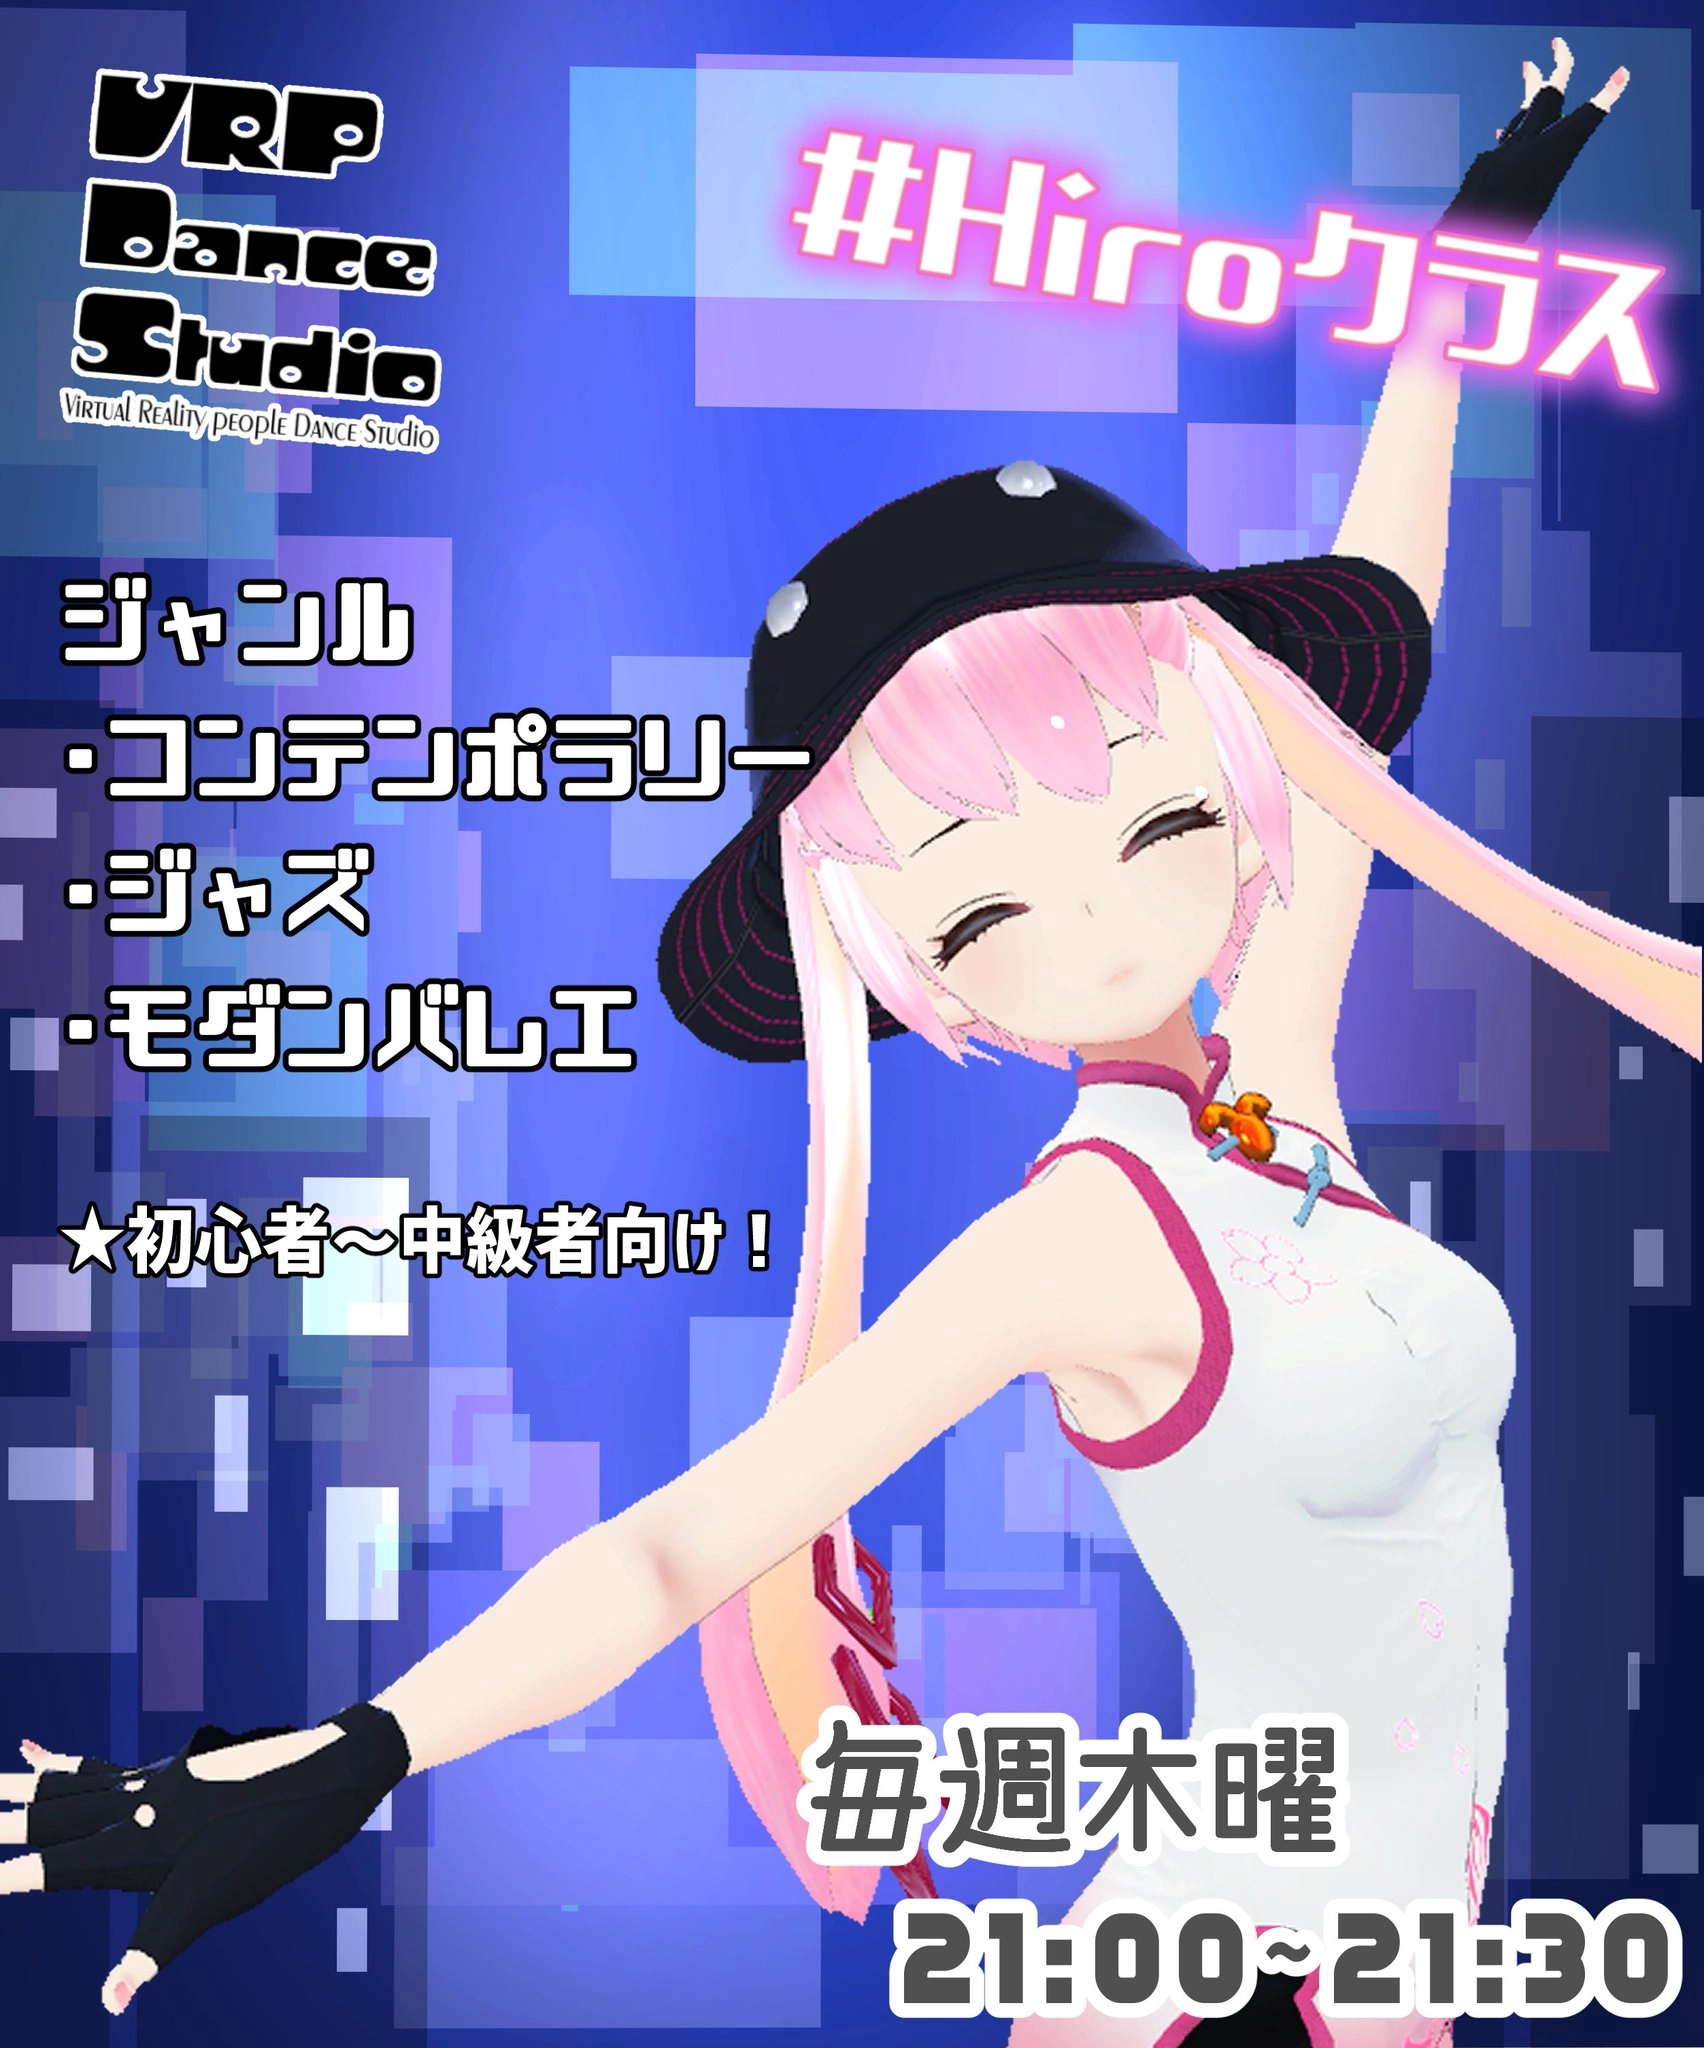 VRP
Dance
Studio
Virtual Reality people Dance Studio
#Hiroクラス
ジャンル
・コンテンポラリー
・ジャズ
・モダンバレエ
★初心者～中級者向け！
毎週木曜
21:00~21:30